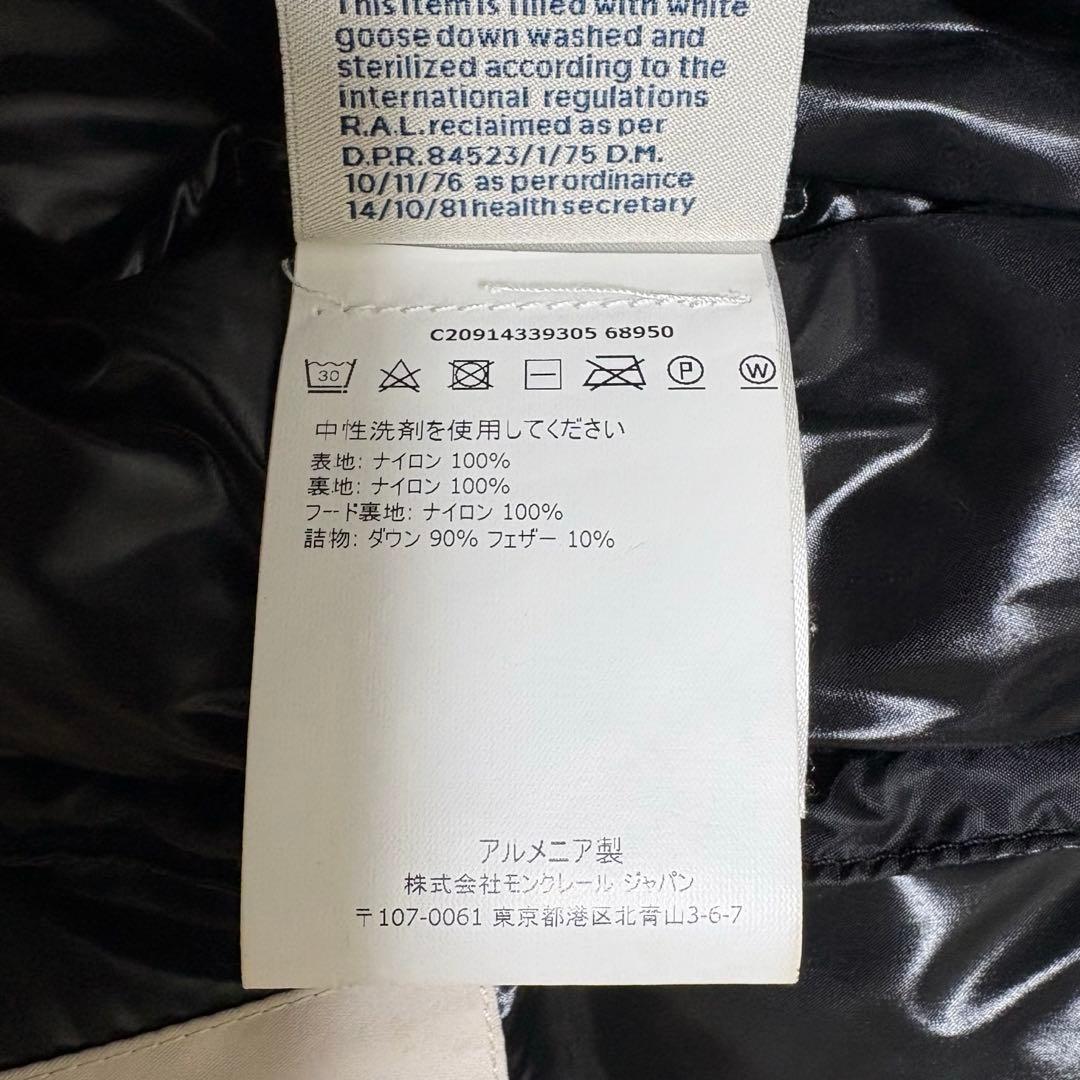 This item is filled with white
goose down washed and
sterilized according to the
international regulations
R.A.L. reclaimed as per
D.P.R. 84523/1/75 D.M.
10/11/76 as per ordinance
14/10/81 health secretary
C20914339305 68950
30 P W
中性洗剤を使用してください
表地: ナイロン 100%
裏地: ナイロン 100%
フード裏地: ナイロン 100%
詰物: ダウン 90% フェザー 10%
アルメニア製
株式会社モンクレール ジャパン
〒107-0061 東京都港区北青山3-6-7